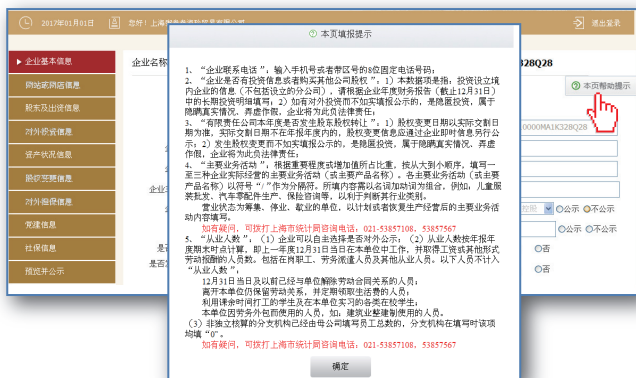 2017年01月01日
您好！上海
退出登录
本页填报提示
企业基本信息
企业名称
328Q28
网站或网店信息
本页帮助提示
股东及出资信息
对外投资信息
0000MA1K328Q28
资产状况信息
股权变更信息
对外担保信息
党建信息
社保信息
预览并公示
公示 不公示
公示 不公示
否
否
1、“企业联系电话”：输入手机号或者带区号的8位固定电话号码；
2、“企业是否有投资信息或者购买其他公司股权”：1）本数据项是指：投资设立境
内企业的信息（不包括设立的分公司），请根据企业年度财务报告（截止12月31日）
中的长期投资明细填写；2）如有对外投资而不如实填报公示的，是隐匿投资，属于
隐瞒真实情况、弄虚作假，企业将为此负法律责任；
3、“有限责任公司本年度是否发生股东股权转让”：1）股权变更日期以实际交割日
期为准，实际交割日期不在年报年度内的，股权变更信息应通过企业即时信息另行公
示；2）发生股权变更而不如实填报公示的，是隐匿投资，属于隐瞒真实情况、弄虚
作假，企业将为此负法律责任；
4、“主要业务活动”：根据重要程度或增加值所占比重，按从大到小顺序，填写一
至三种企业实际经营的主要业务活动（或主要产品名称）。各主要业务活动（或主要
产品名称）以符号“/”作为分隔符。所填内容需以名词加动词为组合，例如，儿童服
装批发、汽车零配件生产、保险咨询等，以利于判断其行业类别。
营业状态为筹集、停业、歇业的单位，以计划或者恢复生产经营后的主要业务活
动内容填写。
如有疑问，可拨打上海市统计局咨询电话：021-53857108，53857567
5、“从业人数”：（1）企业可以自主选择是否对外公示；（2）从业人数按年报年
度期末时点计算，即上一年度12月31日当日在本单位中工作，并取得工资或其他形式
劳动报酬的人员数。包括在岗职工、劳务派遣人员及其他从业人员。以下人员不计入
“从业人数”：
12月31日当日及以前已经与单位解除劳动合同关系的人员；
离开本单位仍保留劳动关系，并定期领取生活费的人员；
利用课余时间打工的学生及在本单位实习的各类在校学生；
本单位因劳务外包而使用的人员，如：建筑业整建制使用的人员。
（3）非独立核算的分支机构已经由母公司填写员工总数的，分支机构在填写时该项
均填“0”。
如有疑问，可拨打上海市统计局咨询电话：021-53857108，53857567
确定